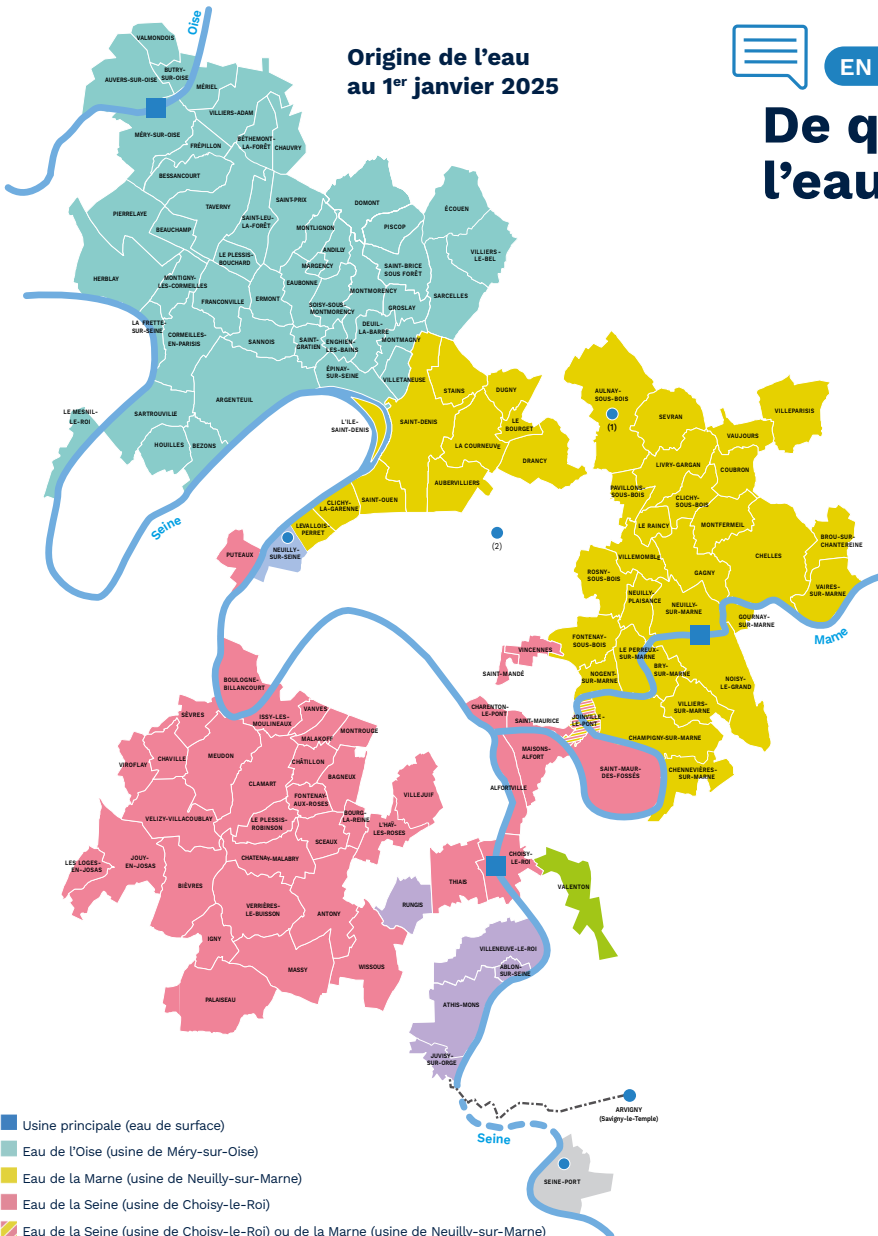 Oise
Origine de l’eau
au 1er janvier 2025
EN
De q
l’eau
VALMONDOIS
BUTRY-
SUR-OISE
AUVERS-SUR-OISE
MÉRIEL
VILLIERS-ADAM
MÉRY-SUR-OISE
FRÉPILLON
BÉTHEMONT-
LA-FORÊT
CHAUVRY
BESSANCOURT
PIERRELAYE
TAVERNY
SAINT-PRIX
DOMONT
ÉCOUEN
BEAUCHAMP
SAINT-LEU-
LA-FORÊT
MONTLIGNON
PISCOP
ANDILLY
VILLIERS-
LE-BEL
LE PLESSIS-
BOUCHARD
MARGENCY
SAINT-BRICE
SOUS FORÊT
HERBLAY
MONTIGNY-
LES-CORMEILLES
EAUBONNE
MONTMORENCY
SARCELLES
FRANCONVILLE
ERMONT
SOISY-SOUS-
MONTMORENCY
GROSLAY
LA FRETTE-
SUR-SEINE
CORMEILLES-
EN-PARISIS
SANNOIS
SAINT-
GRATIEN
ENGHIEN-
LES-BAINS
DEUIL-
LA-BARRE
MONTMAGNY
ÉPINAY-
SUR-SEINE
VILLETANEUSE
ARGENTEUIL
SARTROUVILLE
LE MESNIL-
LE-ROI
HOUILLES
BEZONS
L’ILE-
SAINT-DENIS
SAINT-DENIS
STAINS
DUGNY
LE
BOURGET
LA COURNEUVE
DRANCY
AUBERVILLIERS
SAINT-OUEN
CLICHY-
LA-GARENNE
LEVALLOIS-
PERRET
NEUILLY-
SUR-SEINE
PUTEAUX
Seine
(2)
AULNAY-
SOUS-BOIS
(1)
SEVRAN
VILLEPARISIS
VAUJOURS
LIVRY-GARGAN
COUBRON
PAVILLONS-
SOUS-BOIS
CLICHY-
SOUS-BOIS
LE RAINCY
MONTFERMEIL
CHELLES
BROU-SUR-
CHANTEREINE
VILLEMOMBLE
GAGNY
ROSNY-
SOUS-BOIS
NEUILLY-
PLAISANCE
NEUILLY-
SUR-MARNE
VAIRES-
SUR-MARNE
GOURNAY-
SUR-MARNE
Marne
FONTENAY-
SOUS-BOIS
LE PERREUX-
SUR-MARNE
VINCENNES
SAINT-MANDÉ
NOGENT-
SUR-MARNE
BRY-
SUR-MARNE
NOISY-
LE-GRAND
VILLIERS-
SUR-MARNE
CHARENTON-
LE-PONT
SAINT-MAURICE
JOINVILLE-
LE-PONT
CHAMPIGNY-SUR-MARNE
MAISONS-
ALFORT
SAINT-MAUR-
DES-FOSSÉS
CHENNEVIÈRES-
SUR-MARNE
ALFORTVILLE
BOULOGNE-
BILLANCOURT
SÈVRES
ISSY-LES-
MOULINEAUX
VANVES
MALAKOFF
MONTROUGE
VIROFLAY
CHAVILLE
MEUDON
CHÂTILLON
BAGNEUX
CLAMART
FONTENAY-
AUX-ROSES
VILLEJUIF
VELIZY-VILLACOUBLAY
LE PLESSIS-
ROBINSON
BOURG-
LA-REINE
L’HAŸ-
LES-ROSES
SCEAUX
LES LOGES-
EN-JOSAS
JOUY-
EN-JOSAS
CHATENAY-MALABRY
CHOISY-
LE-ROI
BIÈVRES
THIAIS
VALENTON
VERRIÈRES-
LE-BUISSON
ANTONY
RUNGIS
IGNY
MASSY
WISSOUS
VILLENEUVE-LE-ROI
ABLON-
SUR-SEINE
PALAISEAU
ATHIS-MONS
JUVISY-
SUR-ORGE
ARVIGNY
(Savigny-le-Temple)
Seine
SEINE-PORT
Usine principale (eau de surface)
Eau de l’Oise (usine de Méry-sur-Oise)
Eau de la Marne (usine de Neuilly-sur-Marne)
Eau de la Seine (usine de Choisy-le-Roi)
Eau de la Seine (usine de Choisy-le-Roi) ou de la Marne (usine de Neuilly-sur-Marne)